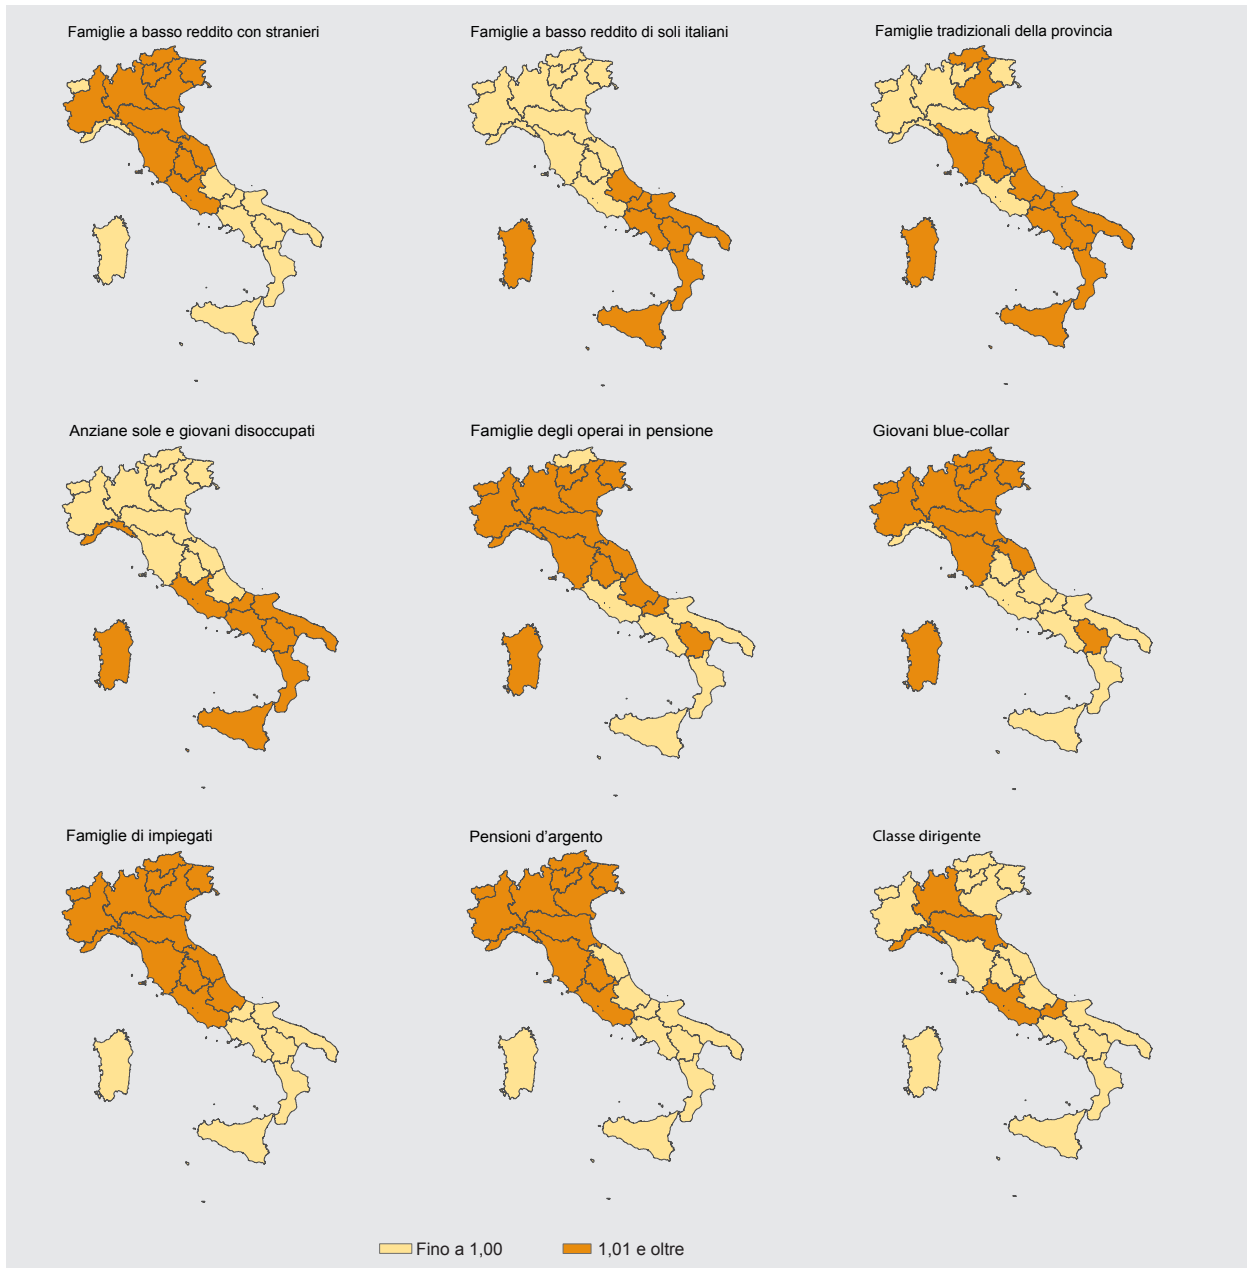 Famiglie a basso reddito con stranieri
Famiglie a basso reddito di soli italiani
Famiglie tradizionali della provincia
Anziane sole e giovani disoccupati
Famiglie degli operai in pensione
Giovani blue-collar
Famiglie di impiegati
Pensioni d’argento
Classe dirigente
Fino a 1,00
1,01 e oltre